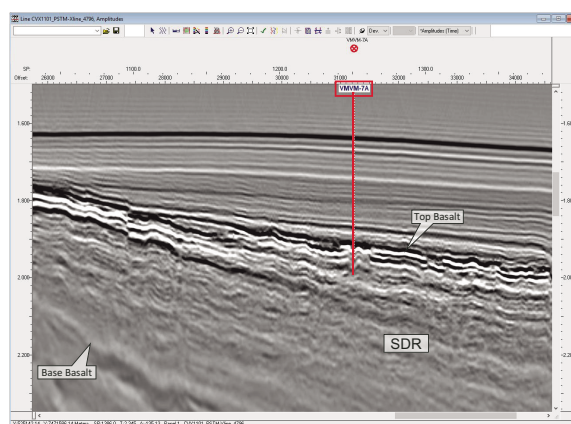 Line CVX1101_PSTM-Xline_4796, Amplitudes
Dev. *Amplitudes (Time)
VMVM-7A
SP: 1100.0 1200.0 1300.0
Offset: 26000 27000 28000 29000 30000 31000 32000 33000 34000
VMVM-7A
1.600
1.800
Top Basalt
2.000
SDR
2.200
Base Basalt